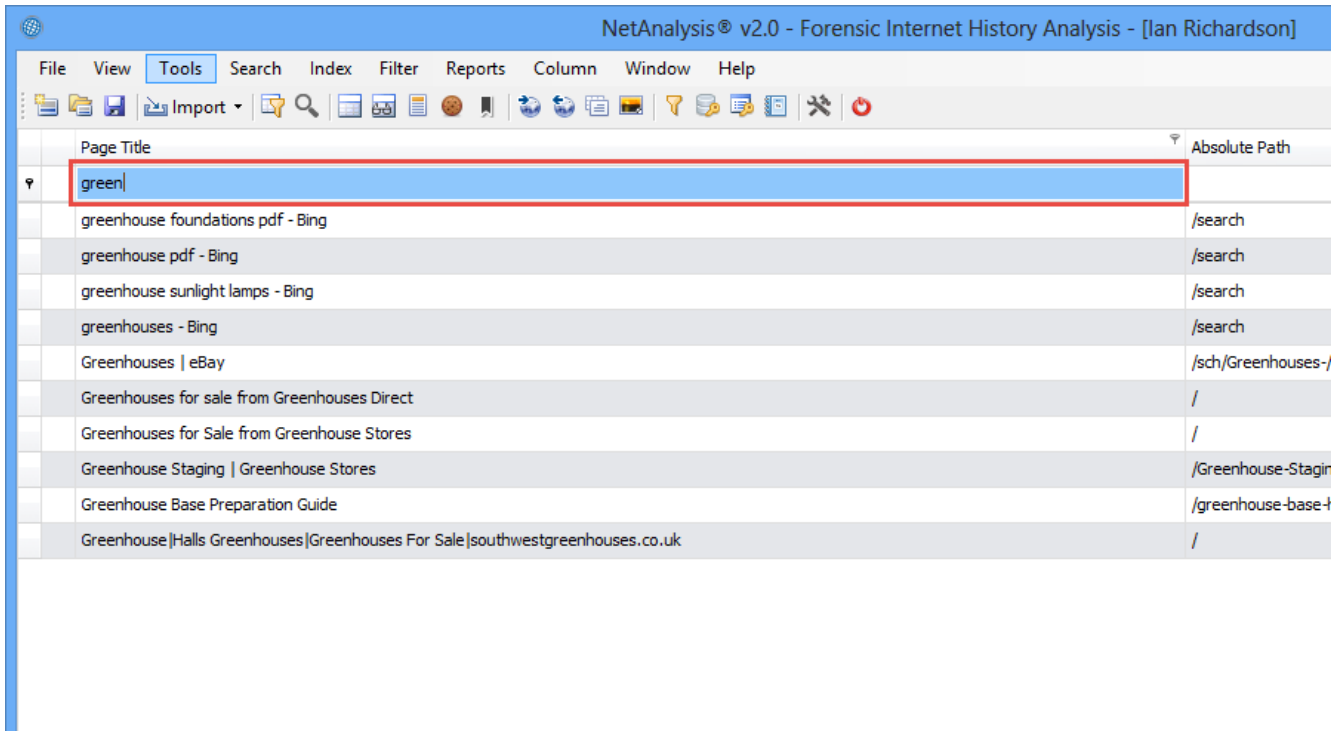 NetAnalysis® v2.0 - Forensic Internet History Analysis - [Ian Richardson]
File View Tools Search Index Filter Reports Column Window Help
Import
Page Title Absolute Path
green
greenhouse foundations pdf - Bing /search
greenhouse pdf - Bing /search
greenhouse sunlight lamps - Bing /search
greenhouses - Bing /search
Greenhouses | eBay /sch/Greenhouses-/
Greenhouses for sale from Greenhouses Direct /
Greenhouses for Sale from Greenhouse Stores /
Greenhouse Staging | Greenhouse Stores /Greenhouse-Stagin
Greenhouse Base Preparation Guide /greenhouse-base-h
Greenhouse|Halls Greenhouses|Greenhouses For Sale|southwestgreenhouses.co.uk /